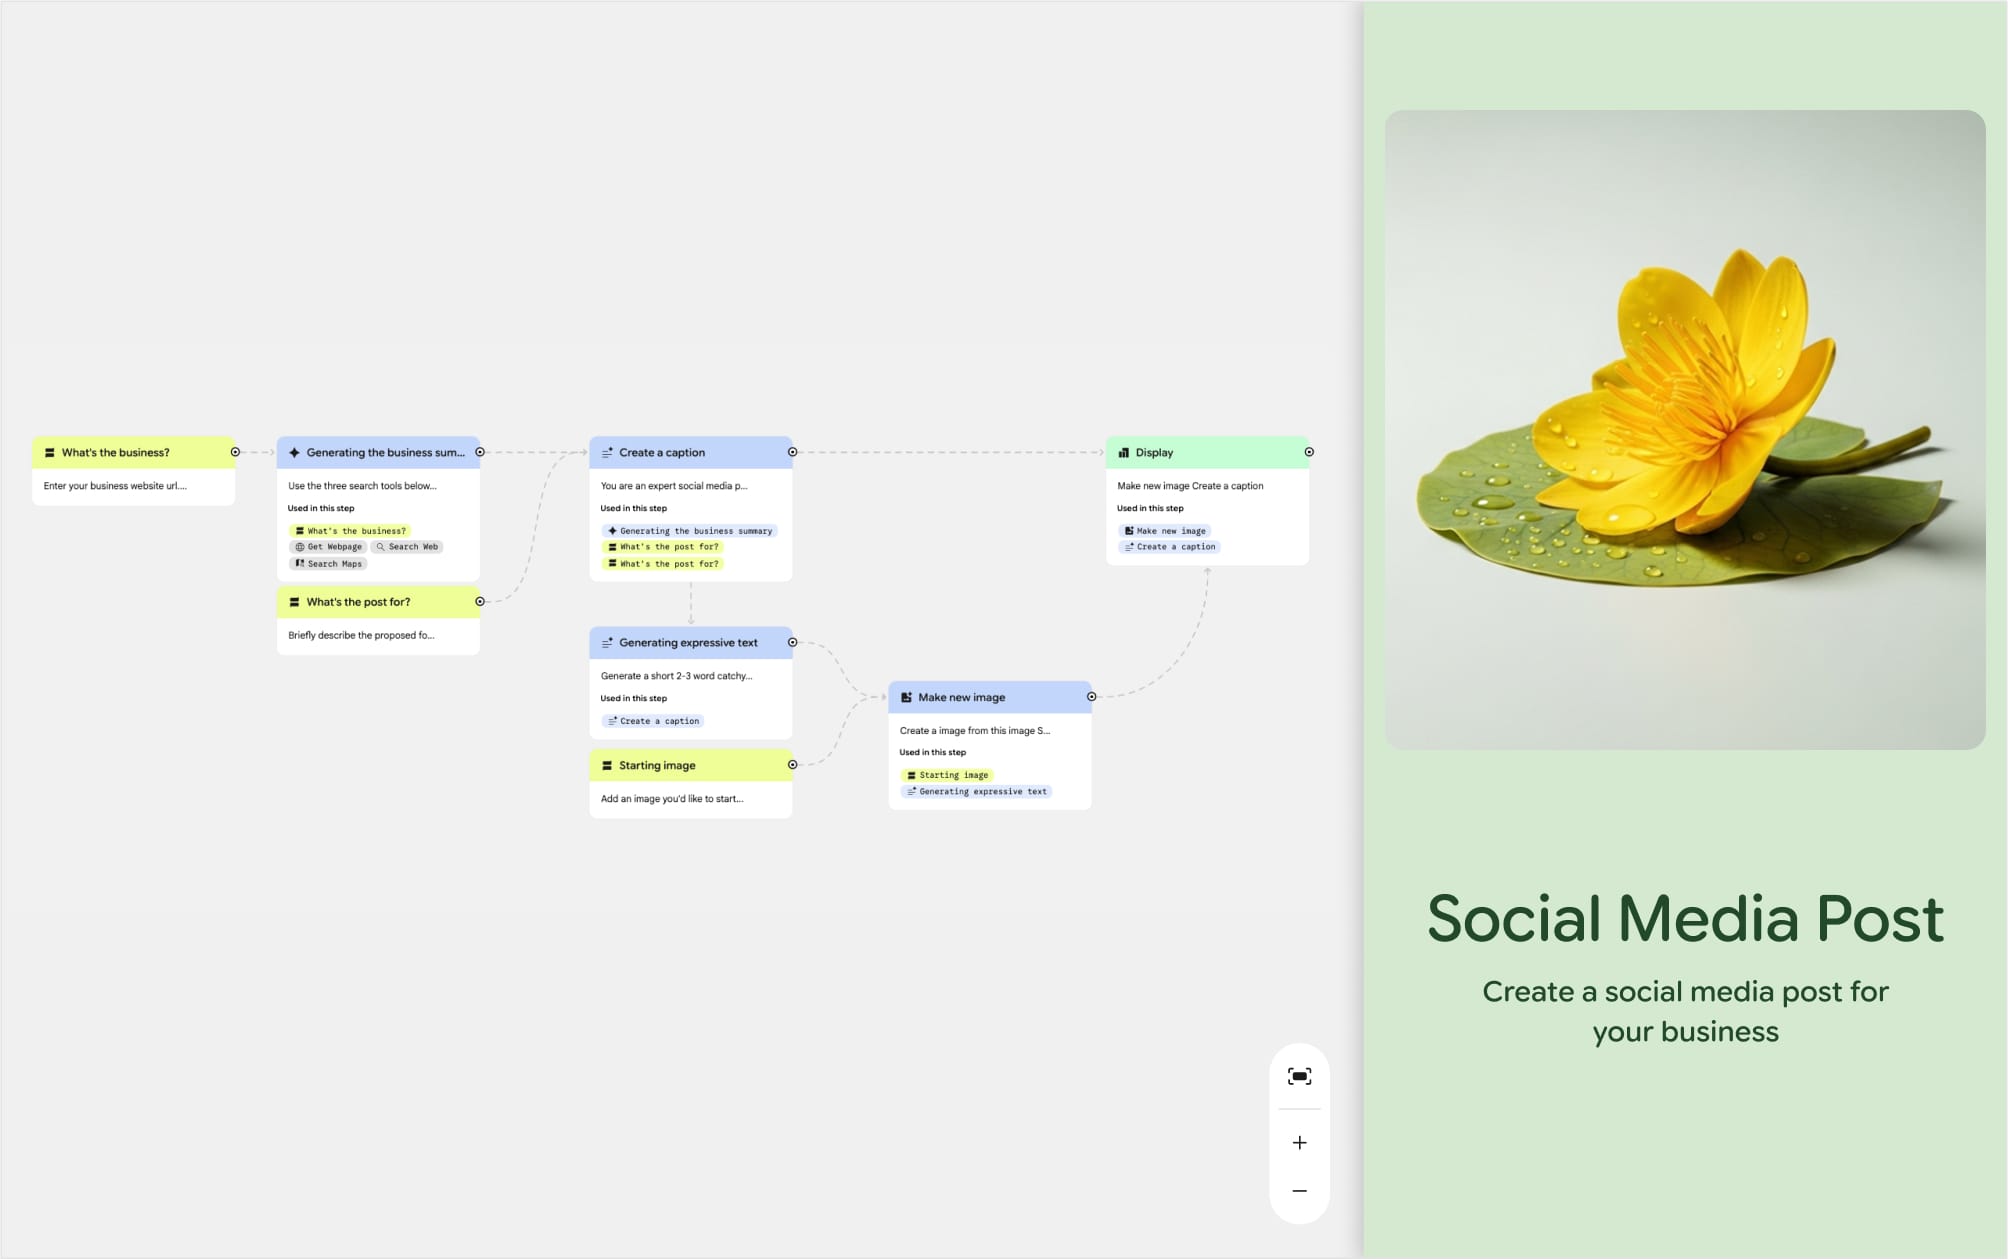 What's the business?
Enter your business website url....
Generating the business sum...
Use the three search tools below...
Used in this step
What's the business?
Get Webpage
Search Web
Search Maps
What's the post for?
Briefly describe the proposed fo...
Create a caption
You are an expert social media p...
Used in this step
Generating the business summary
What's the post for?
What's the post for?
Generating expressive text
Generate a short 2-3 word catchy...
Used in this step
Create a caption
Starting image
Add an image you'd like to start...
Make new image
Create a image from this image S...
Used in this step
Starting image
Generating expressive text
Display
Make new image Create a caption
Used in this step
Make new image
Create a caption
Social Media Post
Create a social media post for
your business